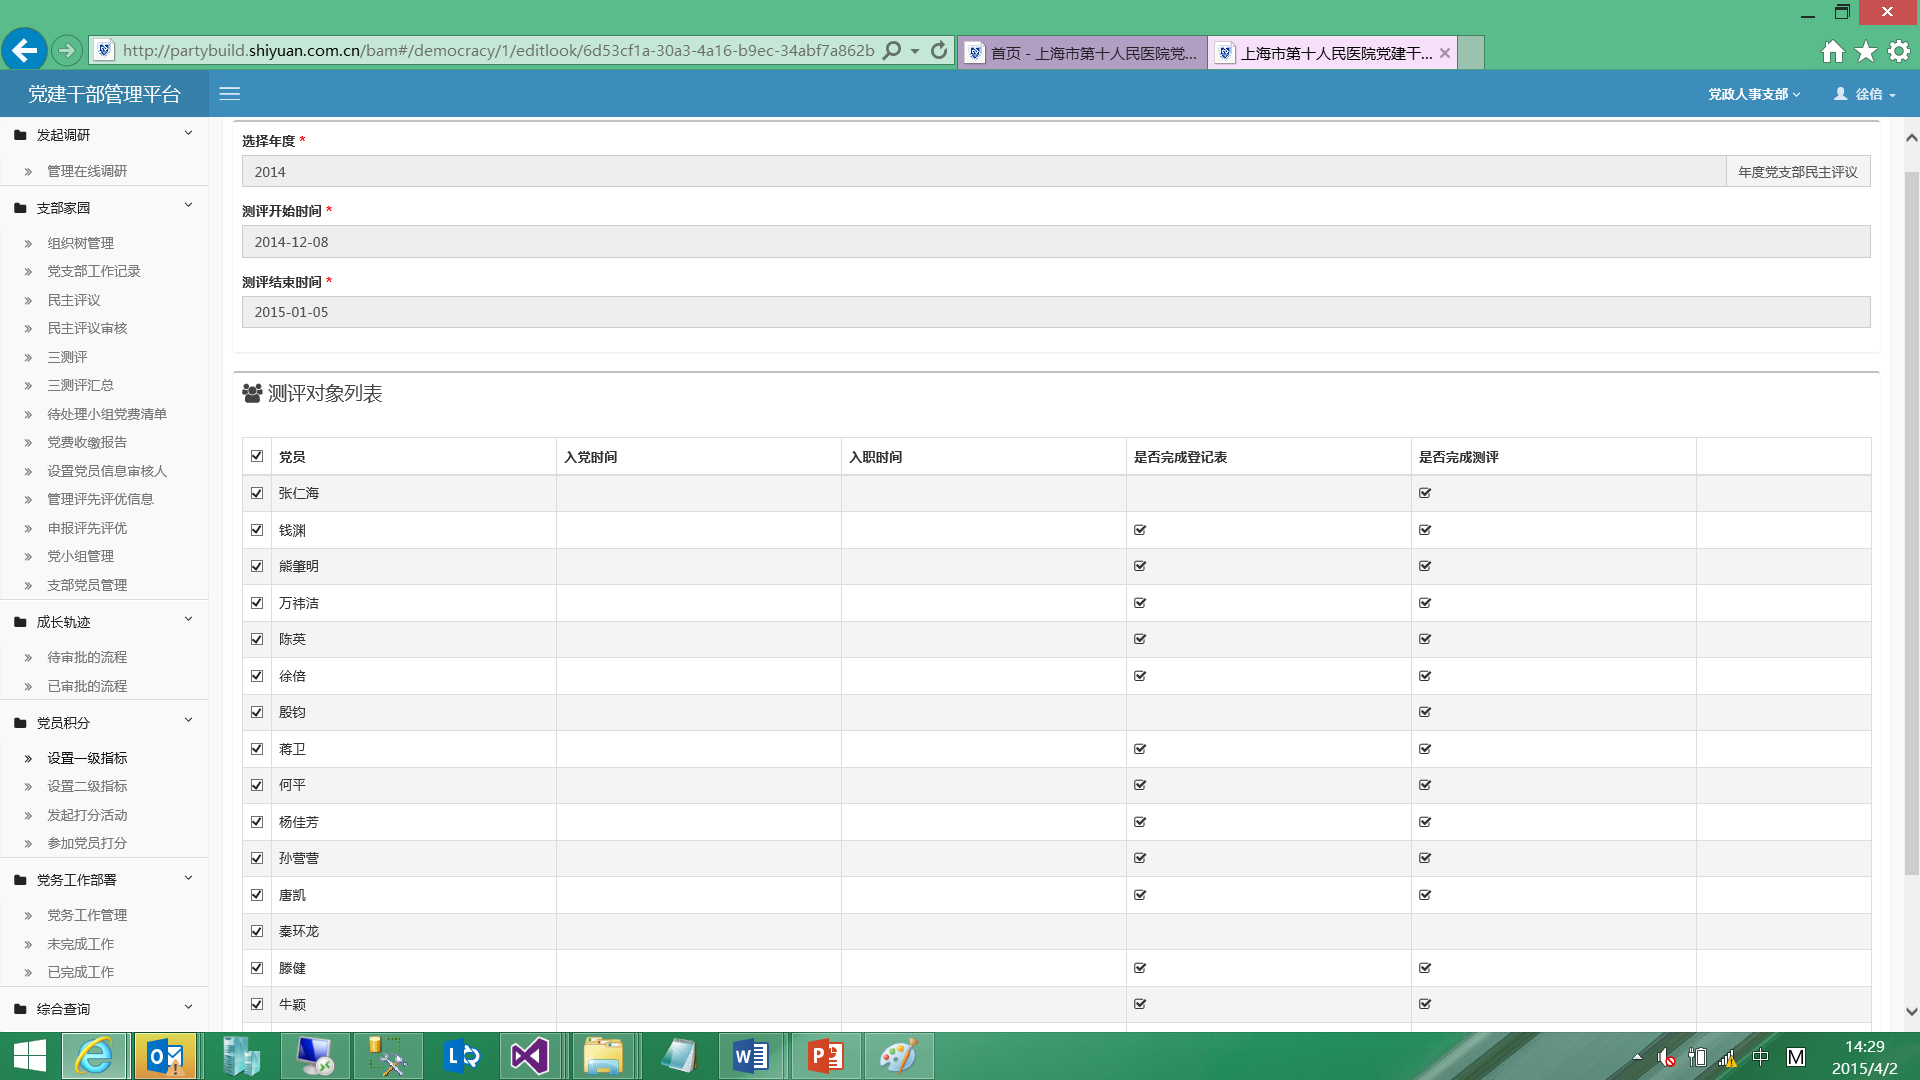 http://partybuild.shiyuan.com.cn/bam#/democracy/1/editlook/6d53cf1a-30a3-4a16-b9ec-34abf7a862b
首页 - 上海市第十人民医院党...
上海市第十人民医院党建干...
党建干部管理平台
党政人事支部
徐倍
发起调研
管理在线调研
支部家园
组织树管理
党支部工作记录
民主评议
民主评议审核
三测评
三测评汇总
待处理小组党费清单
党费收缴报告
设置党员信息审核人
管理评先评优信息
申报评先评优
党小组管理
支部党员管理
成长轨迹
待审批的流程
已审批的流程
党员积分
设置一级指标
设置二级指标
发起打分活动
参加党员打分
党务工作部署
党务工作管理
未完成工作
已完成工作
综合查询
选择年度 *
2014 年度党支部民主评议
测评开始时间 *
2014-12-08
测评结束时间 *
2015-01-05
测评对象列表
党员 入党时间 入职时间 是否完成登记表 是否完成测评
张仁海
钱渊
熊肇明
万祎洁
陈英
徐倍
殷钧
蒋卫
何平
杨佳芳
孙营营
唐凯
秦环龙
滕健
牛颖
中 M
14:29
2015/4/2